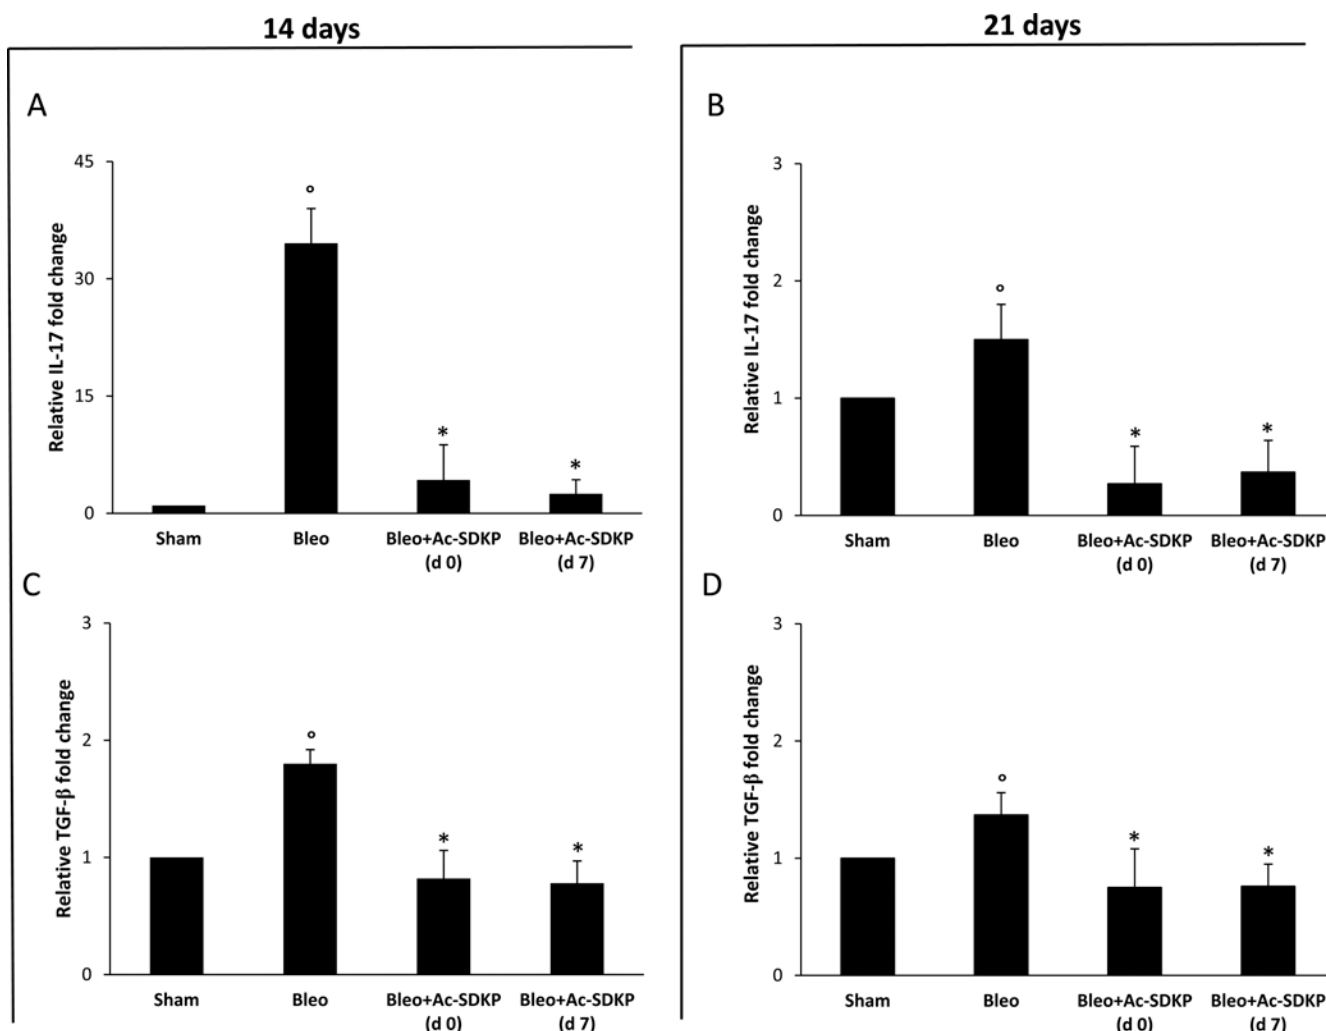 14 days
21 days
A
B
Relative IL-17 fold change
45
30
15
0
°
*
*
Sham
Bleo
Bleo+Ac-SDKP
(d 0)
Bleo+Ac-SDKP
(d 7)
Relative IL-17 fold change
3
2
1
0
°
*
*
Sham
Bleo
Bleo+Ac-SDKP
(d 0)
Bleo+Ac-SDKP
(d 7)
C
D
Relative TGF-β fold change
3
2
1
0
°
*
*
Sham
Bleo
Bleo+Ac-SDKP
(d 0)
Bleo+Ac-SDKP
(d 7)
Relative TGF-β fold change
3
2
1
0
°
*
*
Sham
Bleo
Bleo+Ac-SDKP
(d 0)
Bleo+Ac-SDKP
(d 7)